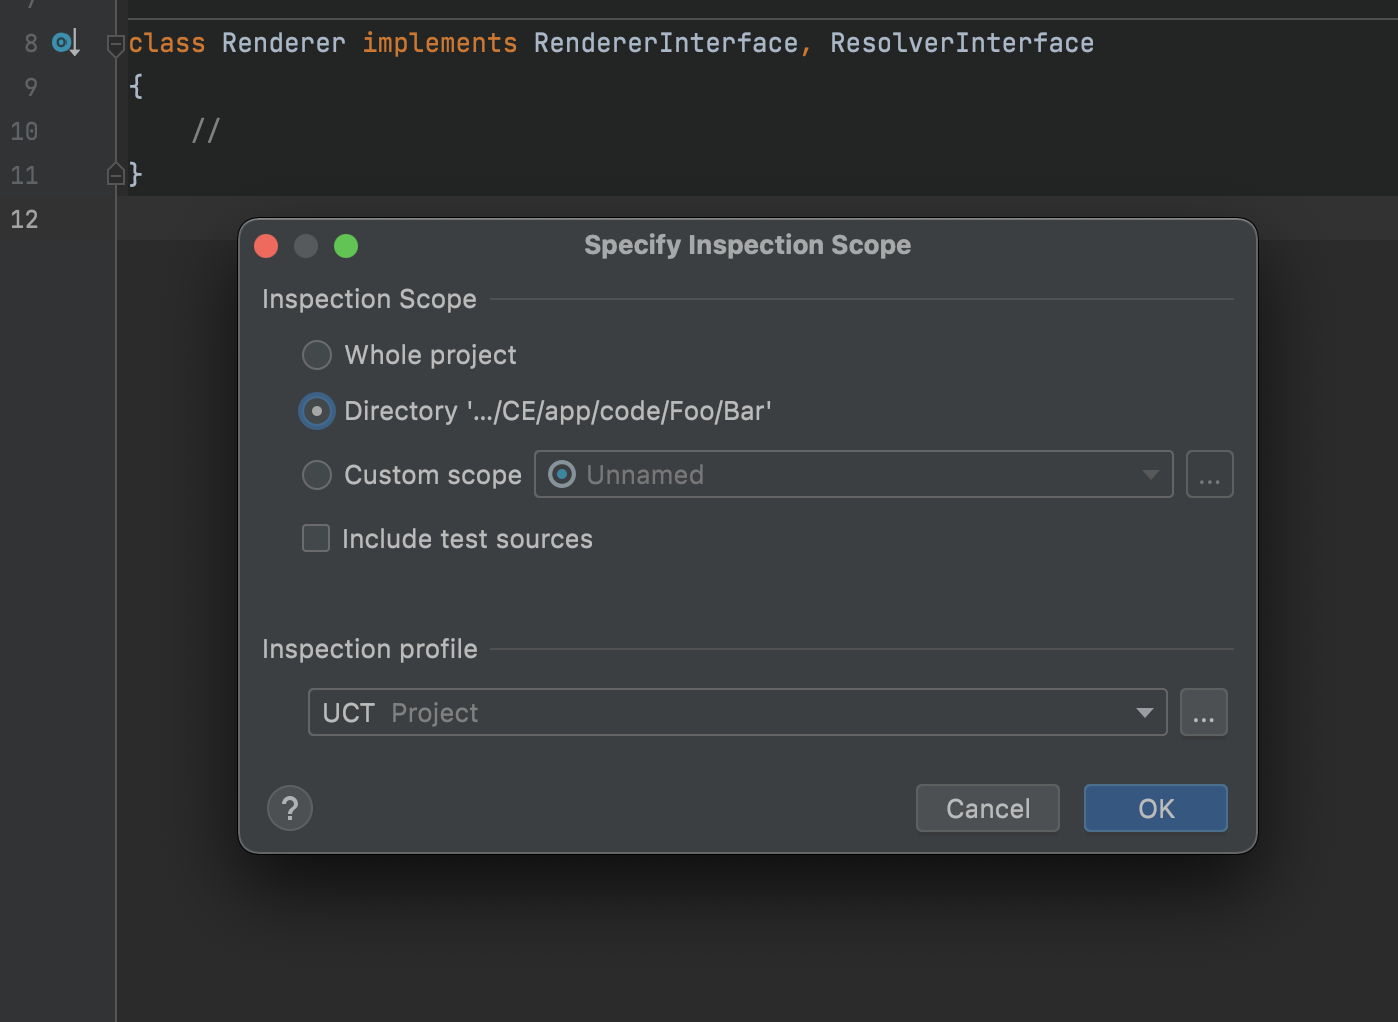 8 class Renderer implements RendererInterface, ResolverInterface
9 {
10 //
11 }
12
Specify Inspection Scope
Inspection Scope
Whole project
Directory '.../CE/app/code/Foo/Bar'
Custom scope Unnamed ...
Include test sources
Inspection profile
UCT Project ...
? Cancel OK